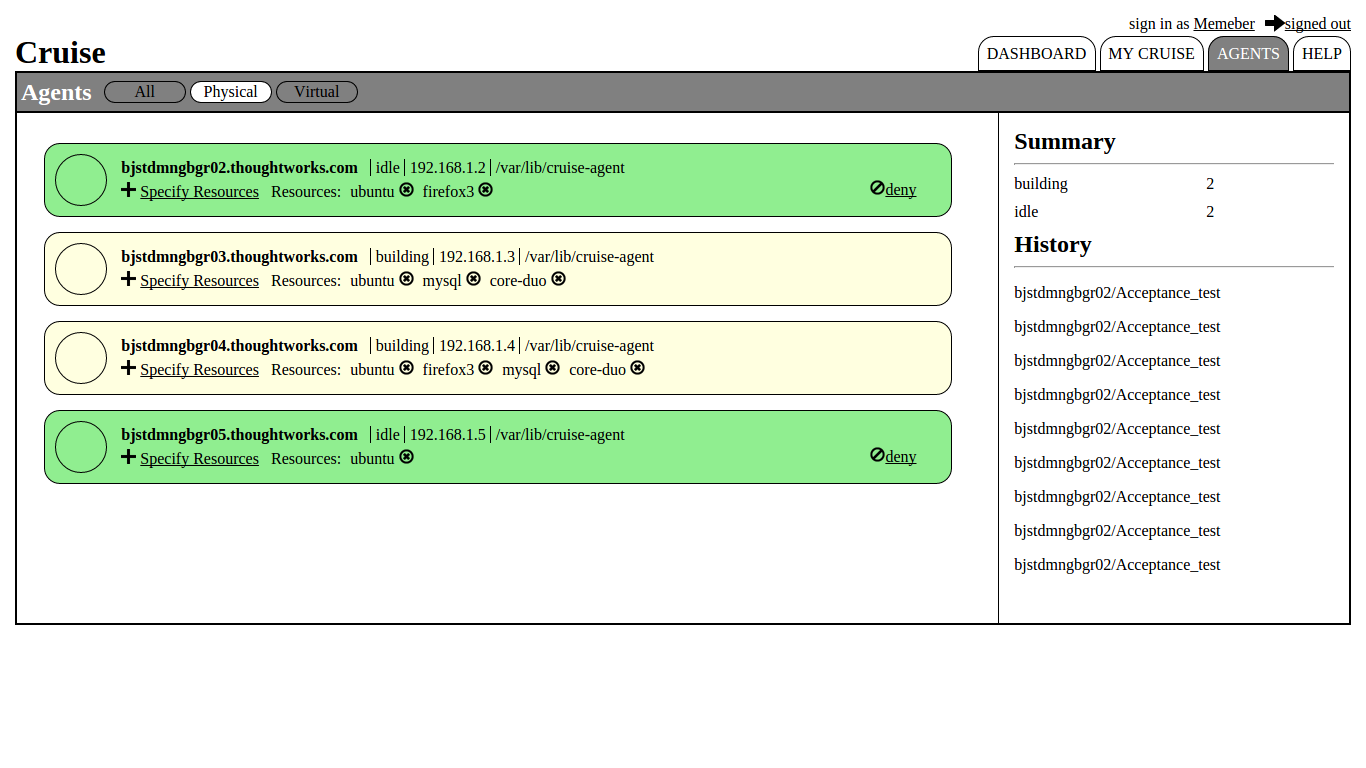 sign in as Memeber signed out
Cruise
DASHBOARD MY CRUISE AGENTS HELP
Agents All Physical Virtual
bjstdmngbgr02.thoughtworks.com | idle | 192.168.1.2 | /var/lib/cruise-agent
Specify Resources Resources: ubuntu firefox3 deny
bjstdmngbgr03.thoughtworks.com | building | 192.168.1.3 | /var/lib/cruise-agent
Specify Resources Resources: ubuntu mysql core-duo
bjstdmngbgr04.thoughtworks.com | building | 192.168.1.4 | /var/lib/cruise-agent
Specify Resources Resources: ubuntu firefox3 mysql core-duo
bjstdmngbgr05.thoughtworks.com | idle | 192.168.1.5 | /var/lib/cruise-agent
Specify Resources Resources: ubuntu deny
Summary
building 2
idle 2
History
bjstdmngbgr02/Acceptance_test
bjstdmngbgr02/Acceptance_test
bjstdmngbgr02/Acceptance_test
bjstdmngbgr02/Acceptance_test
bjstdmngbgr02/Acceptance_test
bjstdmngbgr02/Acceptance_test
bjstdmngbgr02/Acceptance_test
bjstdmngbgr02/Acceptance_test
bjstdmngbgr02/Acceptance_test